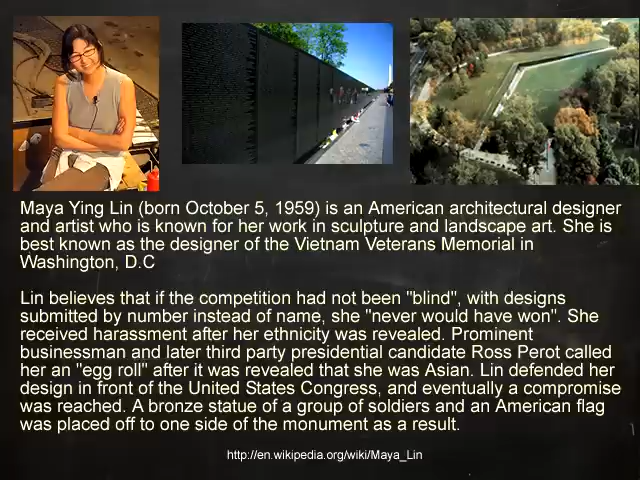 Maya Ying Lin (born October 5, 1959) is an American architectural designer
and artist who is known for her work in sculpture and landscape art. She is
best known as the designer of the Vietnam Veterans Memorial in
Washington, D.C
Lin believes that if the competition had not been "blind", with designs
submitted by number instead of name, she "never would have won". She
received harassment after her ethnicity was revealed. Prominent
businessman and later third party presidential candidate Ross Perot called
her an "egg roll" after it was revealed that she was Asian. Lin defended her
design in front of the United States Congress, and eventually a compromise
was reached. A bronze statue of a group of soldiers and an American flag
was placed off to one side of the monument as a result.
http://en.wikipedia.org/wiki/Maya_Lin